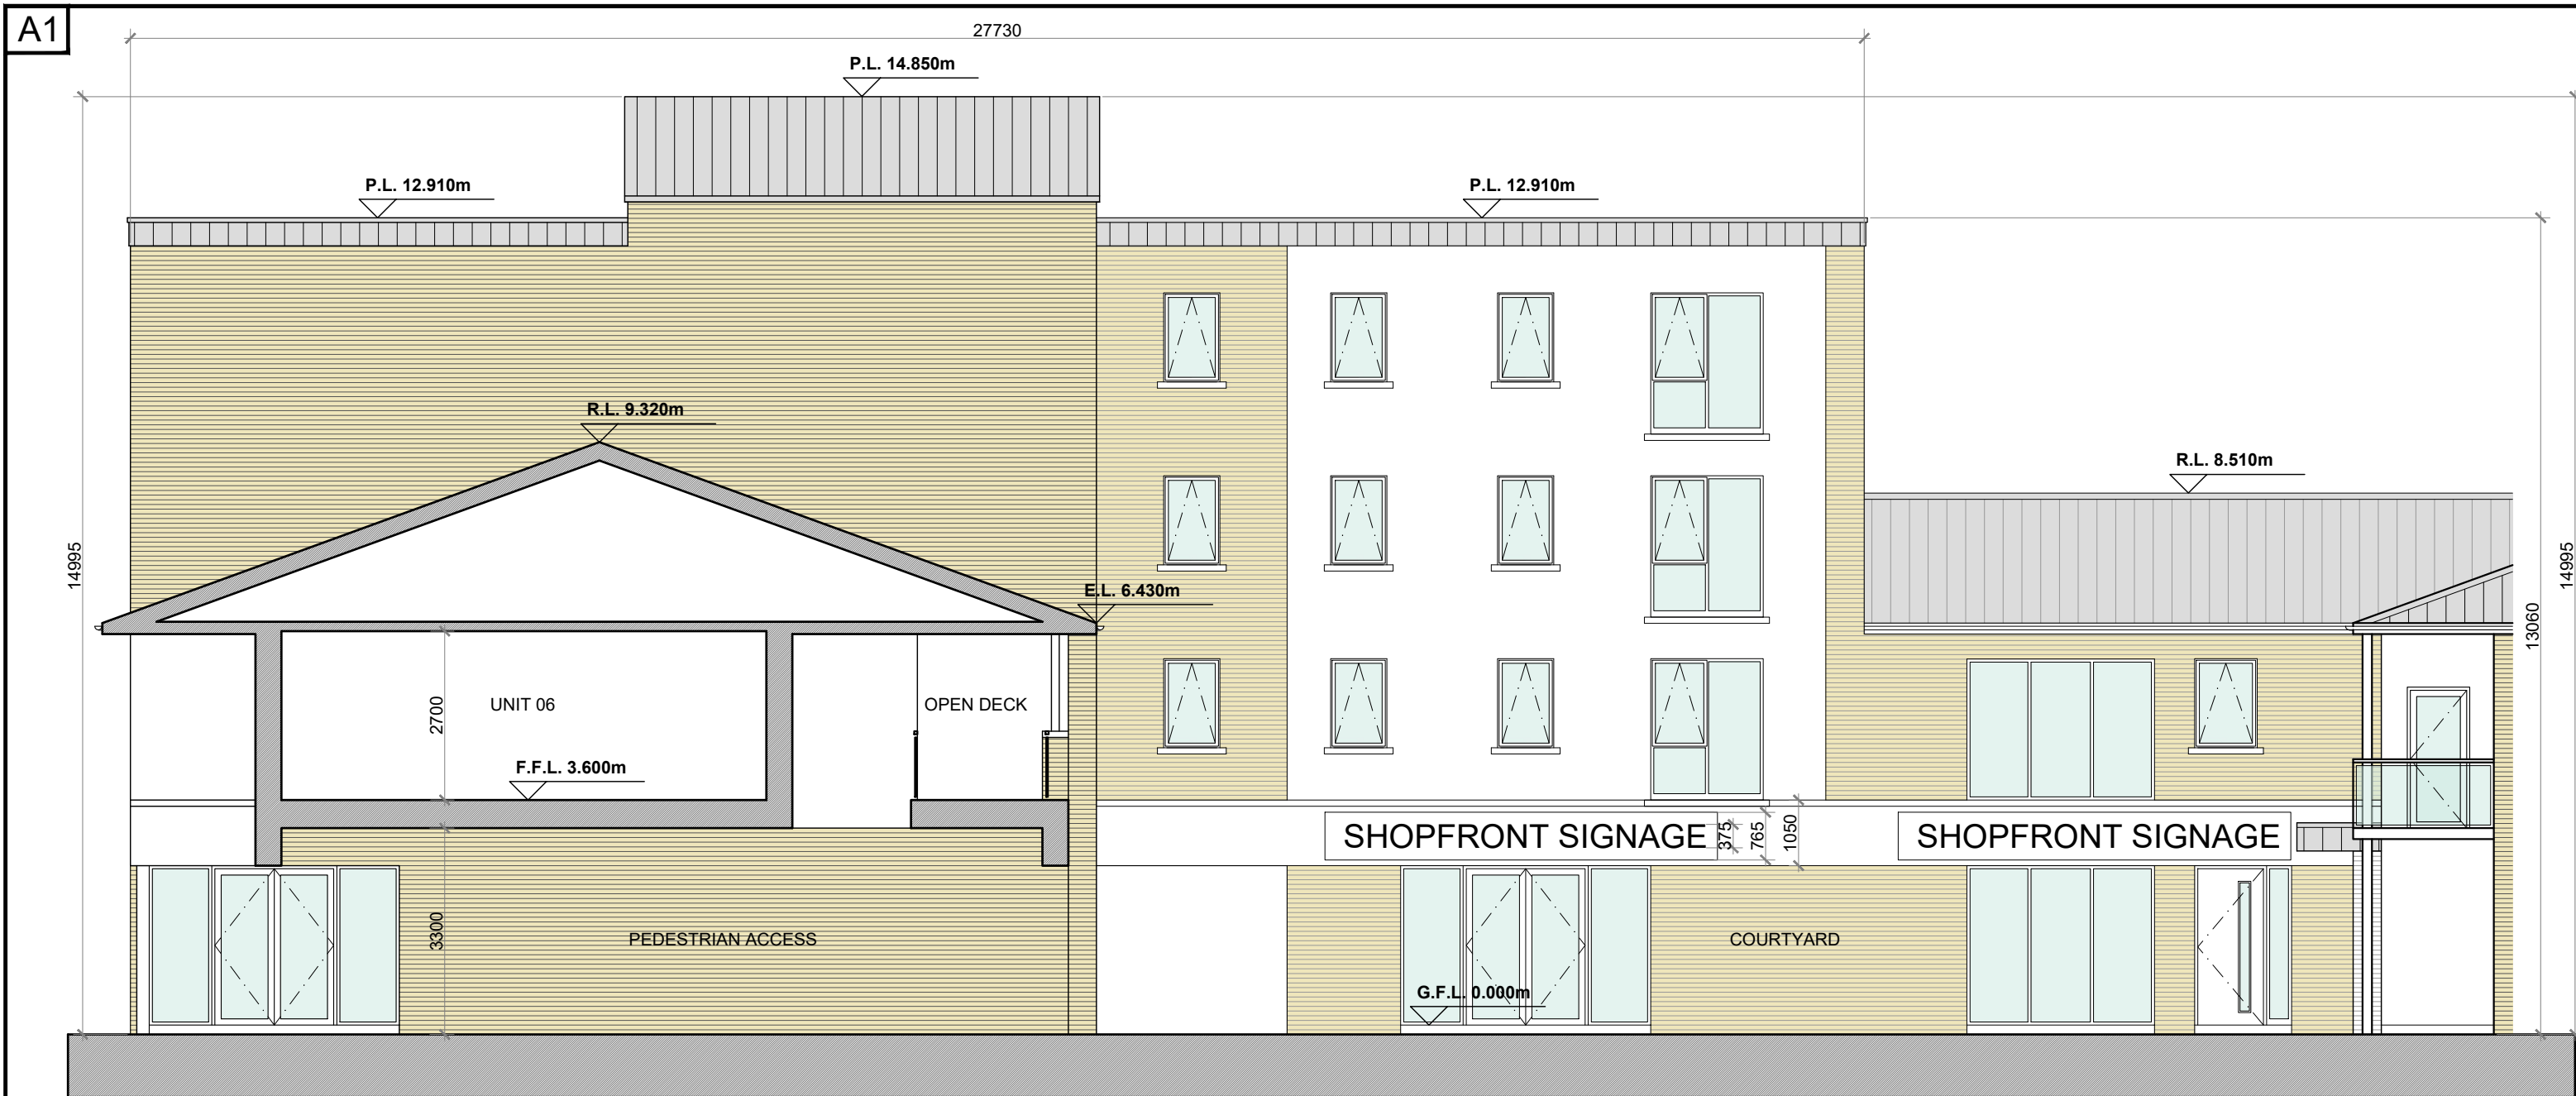 A1
27730
P.L. 14.850m
P.L. 12.910m
P.L. 12.910m
R.L. 9.320m
R.L. 8.510m
14995
14995
E.L. 6.430m
13060
2700
UNIT 06
OPEN DECK
F.F.L. 3.600m
SHOPFRONT SIGNAGE
375
765
1050
SHOPFRONT SIGNAGE
3300
PEDESTRIAN ACCESS
COURTYARD
G.F.L. 0.000m